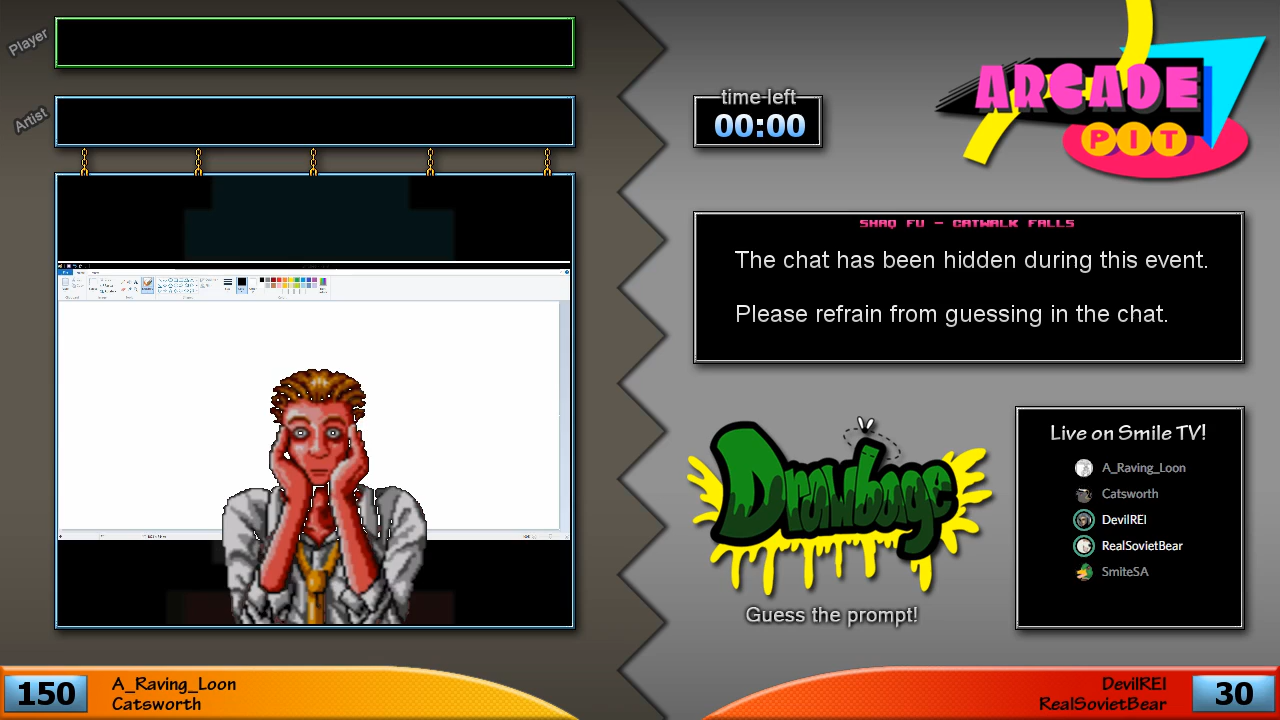 Player
Artist
time left
00:00
ARCADE
PIT
SHAQ FU - CATWALK FALLS
The chat has been hidden during this event.
Please refrain from guessing in the chat.
Drawbage
Guess the prompt!
Live on Smile TV!
A_Raving_Loon
Catsworth
DevilREI
RealSovietBear
SmiteSA
150
A_Raving_Loon
Catsworth
DevilREI
RealSovietBear
30